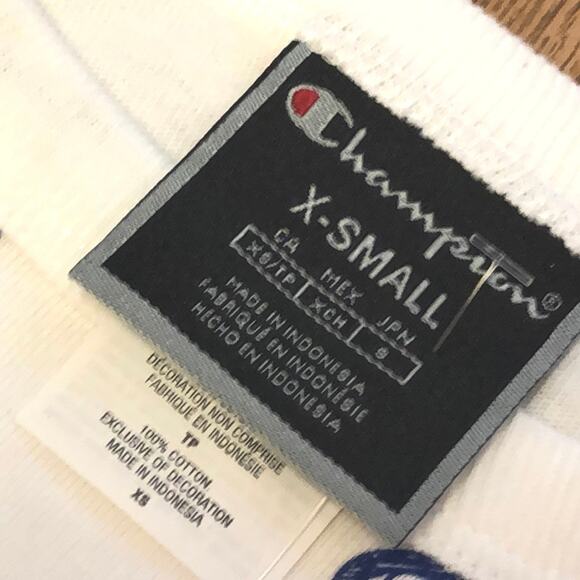 Champion®
X-SMALL
CA MEX JPN
XS/TP XCH S
MADE IN INDONESIA
FABRIQUÉ EN INDONÉSIE
HECHO EN INDONESIA
DÉCORATION NON COMPRISE
FABRIQUÉ EN INDONÉSIE
TP
100% COTTON
EXCLUSIVE OF DECORATION
MADE IN INDONESIA
XS